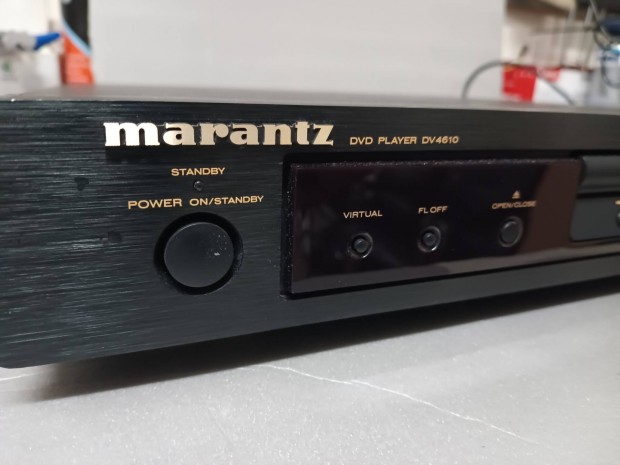 marantz DVD PLAYER DV4610
STANDBY
POWER ON/STANDBY
VIRTUAL
FL OFF
OPEN/CLOSE